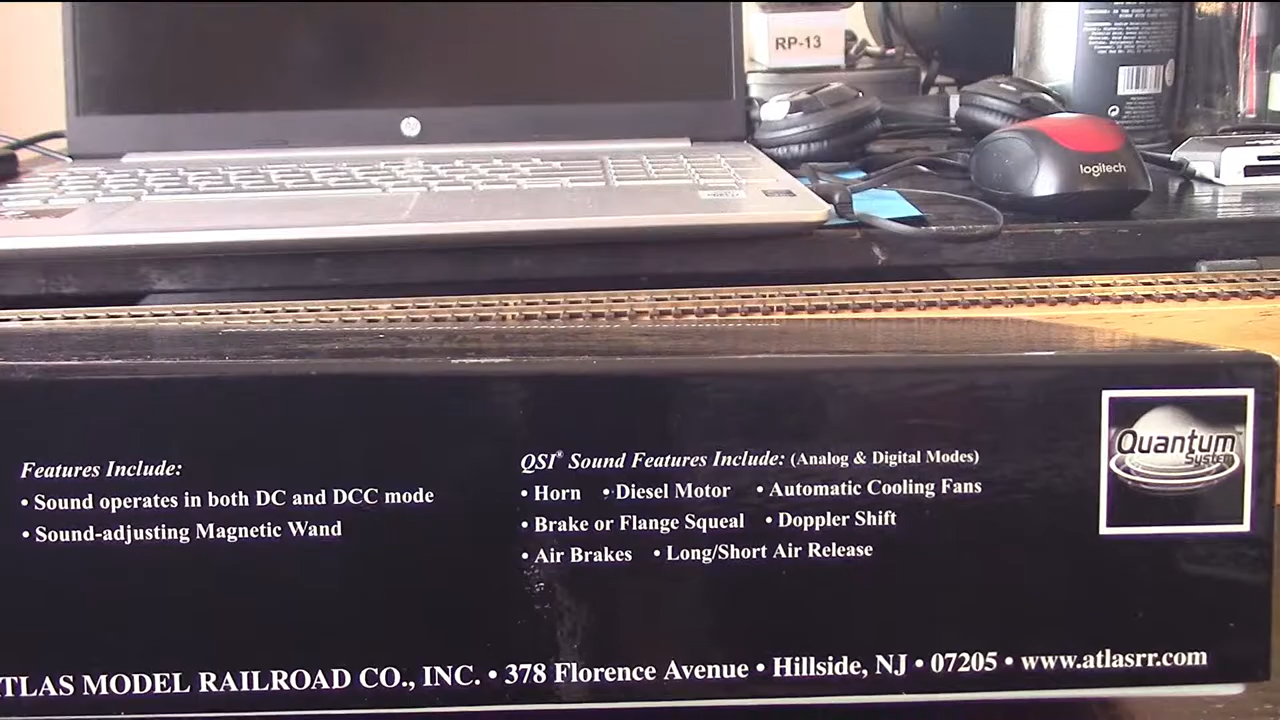 RP-13
hp
logitech
Quantum
System
Features Include:
• Sound operates in both DC and DCC mode
• Sound-adjusting Magnetic Wand
QSI® Sound Features Include: (Analog & Digital Modes)
• Horn • Diesel Motor • Automatic Cooling Fans
• Brake or Flange Squeal • Doppler Shift
• Air Brakes • Long/Short Air Release
TLAS MODEL RAILROAD CO., INC. • 378 Florence Avenue • Hillside, NJ • 07205 • www.atlasrr.com